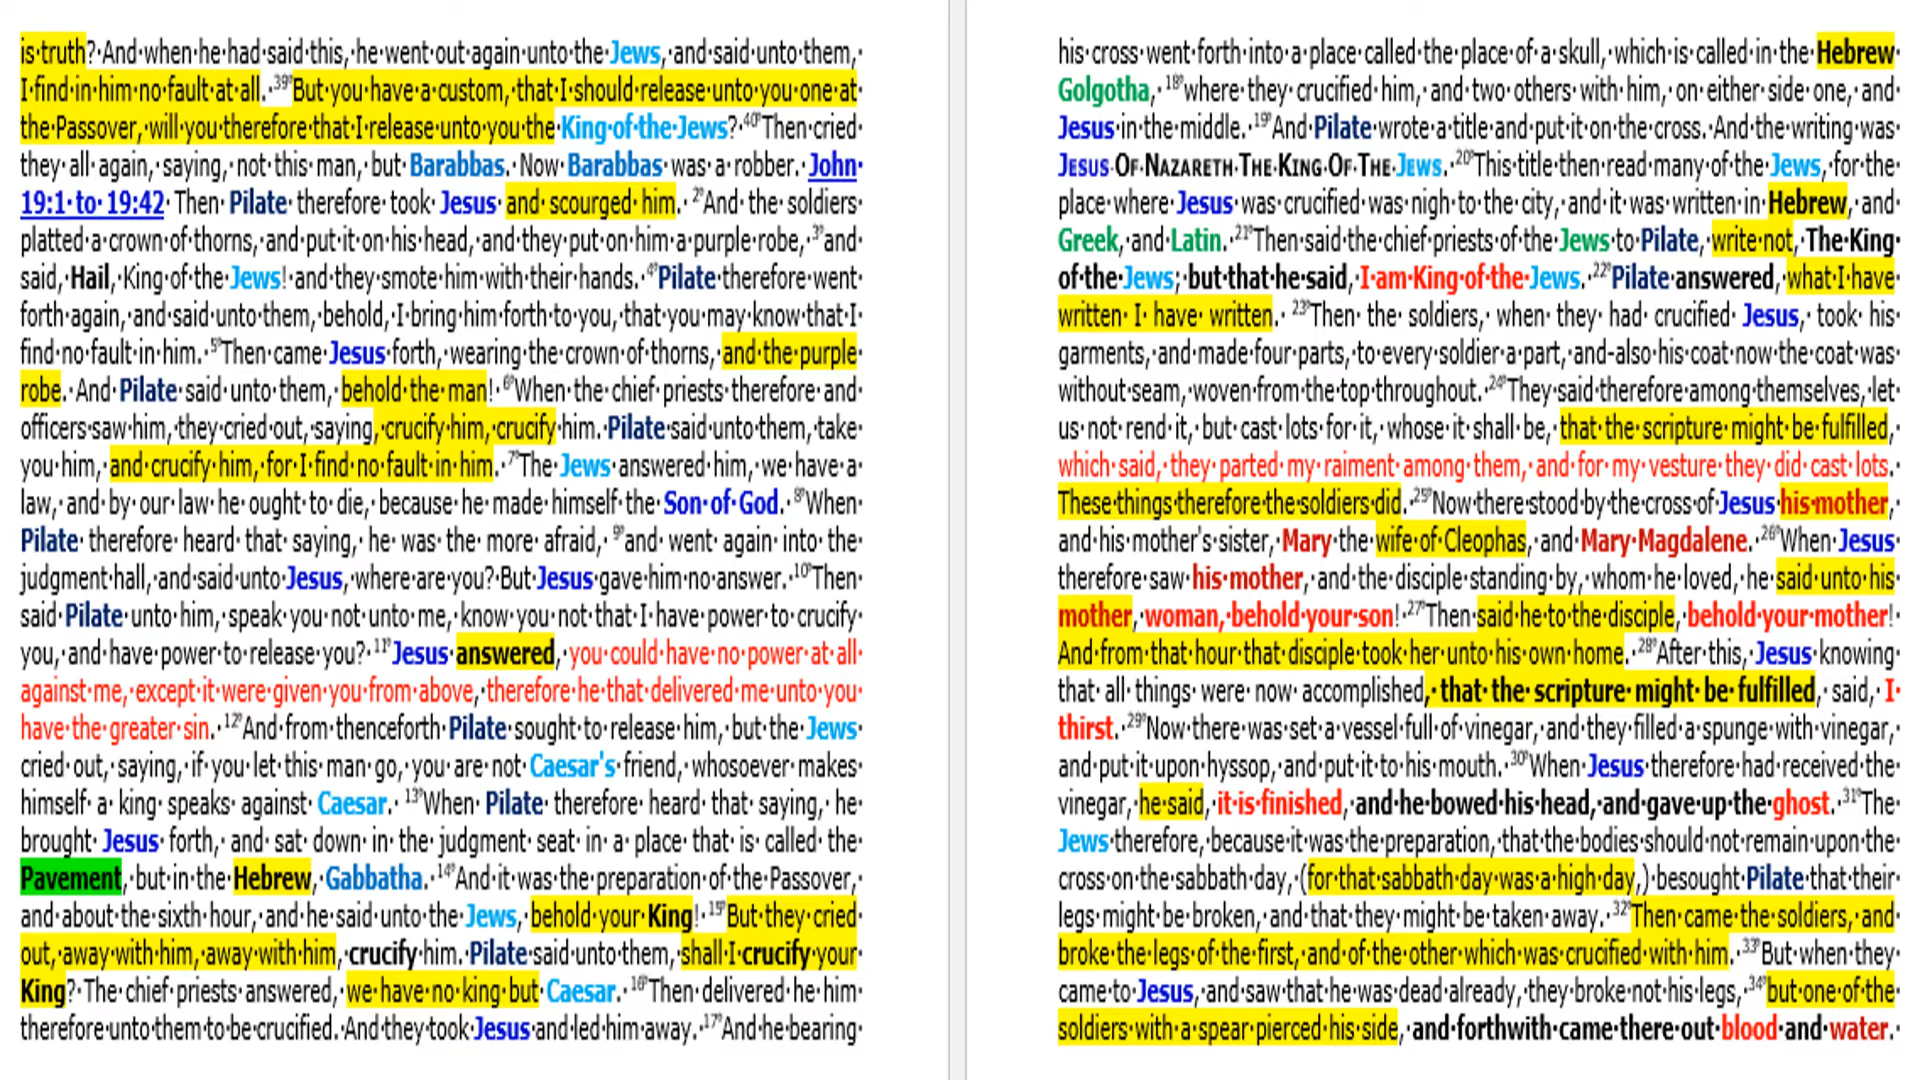 is truth? And when he had said this, he went out again unto the Jews, and said unto them,
I find in him no fault at all. 39 But you have a custom, that I should release unto you one at
the Passover, will you therefore that I release unto you the King of the Jews? 40 Then cried
they all again, saying, not this man, but Barabbas. Now Barabbas was a robber. John
19:1 to 19:42 Then Pilate therefore took Jesus and scourged him. 2 And the soldiers
platted a crown of thorns, and put it on his head, and they put on him a purple robe, 3 and
said, Hail, King of the Jews! and they smote him with their hands. 4 Pilate therefore went
forth again, and said unto them, behold, I bring him forth to you, that you may know that I
find no fault in him. 5 Then came Jesus forth, wearing the crown of thorns, and the purple
robe. And Pilate said unto them, behold the man! 6 When the chief priests therefore and
officers saw him, they cried out, saying, crucify him, crucify him. Pilate said unto them, take
you him, and crucify him, for I find no fault in him. 7 The Jews answered him, we have a
law, and by our law he ought to die, because he made himself the Son of God. 8 When
Pilate therefore heard that saying, he was the more afraid, 9 and went again into the
judgment hall, and said unto Jesus, where are you? But Jesus gave him no answer. 10 Then
said Pilate unto him, speak you not unto me, know you not that I have power to crucify
you, and have power to release you? 11 Jesus answered, you could have no power at all
against me, except it were given you from above, therefore he that delivered me unto you
have the greater sin. 12 And from thenceforth Pilate sought to release him, but the Jews
cried out, saying, if you let this man go, you are not Caesar's friend, whosoever makes
himself a king speaks against Caesar. 13 When Pilate therefore heard that saying, he
brought Jesus forth, and sat down in the judgment seat in a place that is called the
Pavement, but in the Hebrew, Gabbatha. 14 And it was the preparation of the Passover,
and about the sixth hour, and he said unto the Jews, behold your King! 15 But they cried
out, away with him, away with him, crucify him. Pilate said unto them, shall I crucify your
King? The chief priests answered, we have no king but Caesar. 16 Then delivered he him
therefore unto them to be crucified. And they took Jesus and led him away. 17 And he bearing
his cross went forth into a place called the place of a skull, which is called in the Hebrew
Golgotha, 18 where they crucified him, and two others with him, on either side one, and
Jesus in the middle. 19 And Pilate wrote a title and put it on the cross. And the writing was
JESUS OF NAZARETH THE KING OF THE JEWS. 20 This title then read many of the Jews, for the
place where Jesus was crucified was nigh to the city, and it was written in Hebrew, and
Greek, and Latin. 21 Then said the chief priests of the Jews to Pilate, write not, The King
of the Jews; but that he said, I am King of the Jews. 22 Pilate answered, what I have
written I have written. 23 Then the soldiers, when they had crucified Jesus, took his
garments, and made four parts, to every soldier a part, and also his coat now the coat was
without seam, woven from the top throughout. 24 They said therefore among themselves, let
us not rend it, but cast lots for it, whose it shall be, that the scripture might be fulfilled,
which said, they parted my raiment among them, and for my vesture they did cast lots.
These things therefore the soldiers did. 25 Now there stood by the cross of Jesus his mother,
and his mother's sister, Mary the wife of Cleophas, and Mary Magdalene. 26 When Jesus
therefore saw his mother, and the disciple standing by, whom he loved, he said unto his
mother, woman, behold your son! 27 Then said he to the disciple, behold your mother!
And from that hour that disciple took her unto his own home. 28 After this, Jesus knowing
that all things were now accomplished, that the scripture might be fulfilled, said, I
thirst. 29 Now there was set a vessel full of vinegar, and they filled a spunge with vinegar,
and put it upon hyssop, and put it to his mouth. 30 When Jesus therefore had received the
vinegar, he said, it is finished, and he bowed his head, and gave up the ghost. 31 The
Jews therefore, because it was the preparation, that the bodies should not remain upon the
cross on the sabbath day, (for that sabbath day was a high day,) besought Pilate that their
legs might be broken, and that they might be taken away. 32 Then came the soldiers, and
broke the legs of the first, and of the other which was crucified with him. 33 But when they
came to Jesus, and saw that he was dead already, they broke not his legs, 34 but one of the
soldiers with a spear pierced his side, and forthwith came there out blood and water.